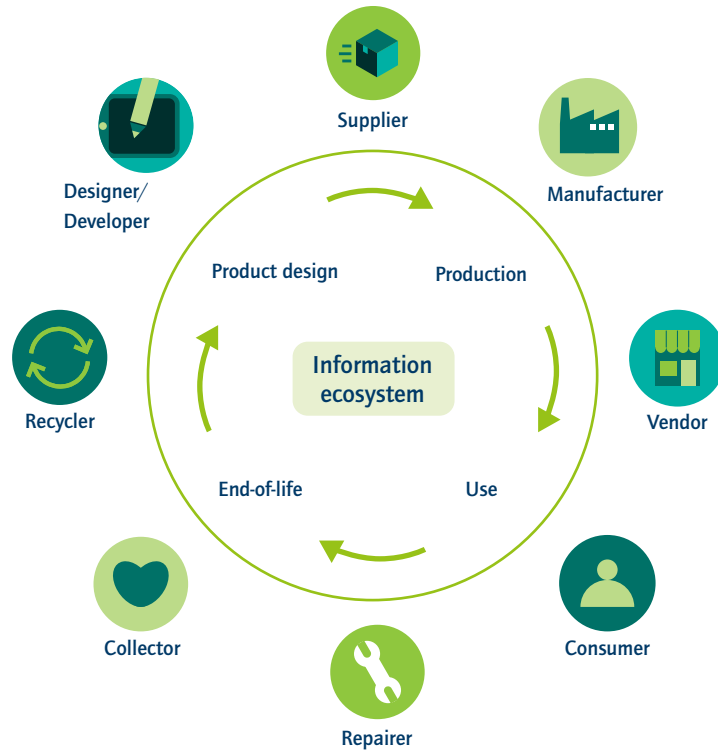 Supplier
Designer/
Developer
Manufacturer
Product design
Production
Information
ecosystem
Recycler
Vendor
End-of-life
Use
Collector
Consumer
Repairer